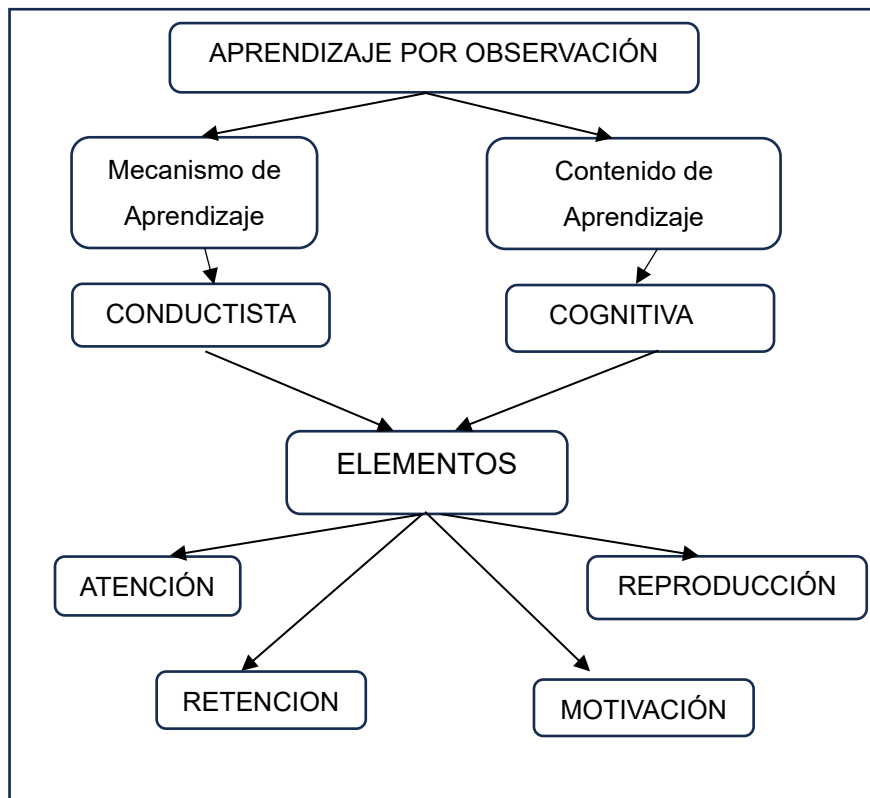 APRENDIZAJE POR OBSERVACIÓN
Mecanismo de
Aprendizaje
Contenido de
Aprendizaje
CONDUCTISTA
COGNITIVA
ELEMENTOS
ATENCIÓN
REPRODUCCIÓN
RETENCION
MOTIVACIÓN